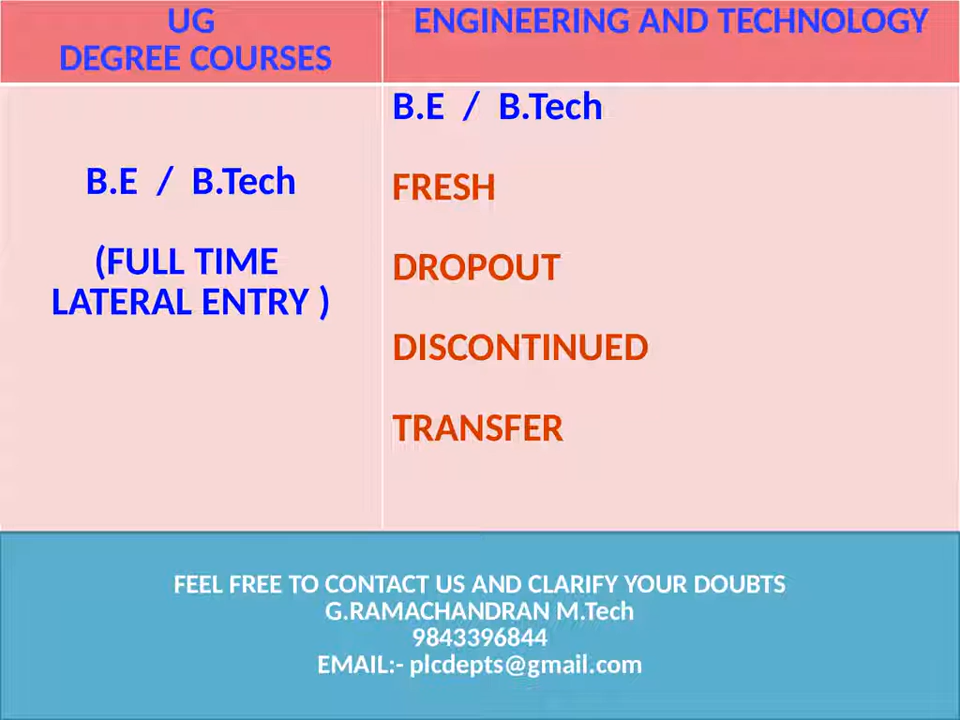 UG
DEGREE COURSES
ENGINEERING AND TECHNOLOGY
B.E / B.Tech
(FULL TIME
LATERAL ENTRY )
B.E / B.Tech
FRESH
DROPOUT
DISCONTINUED
TRANSFER
FEEL FREE TO CONTACT US AND CLARIFY YOUR DOUBTS
G.RAMACHANDRAN M.Tech
9843396844
EMAIL:- plcdepts@gmail.com